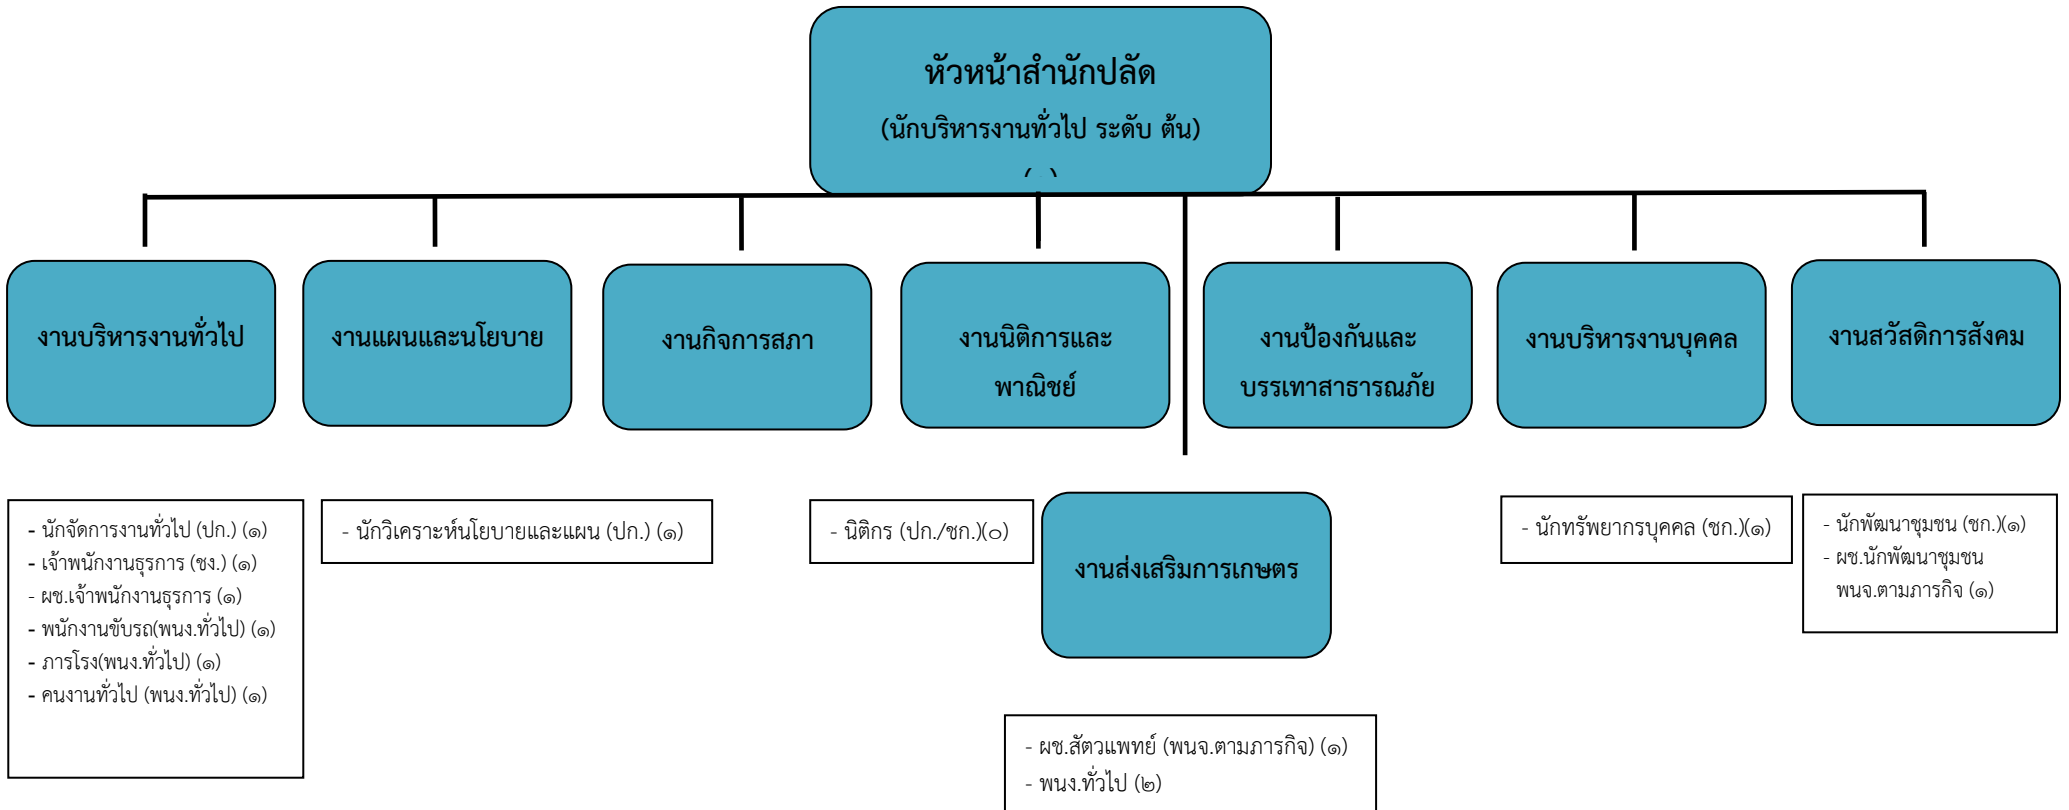 หัวหน้าสำนักปลัด
(นักบริหารงานทั่วไป ระดับ ต้น)
งานบริหารงานทั่วไป
งานแผนและนโยบาย
งานกิจการสภา
งานนิติการและ
พาณิชย์
งานป้องกันและ
บรรเทาสาธารณภัย
งานบริหารงานบุคคล
งานสวัสดิการสังคม
- นักจัดการงานทั่วไป (ปก.) (๑)
- เจ้าพนักงานธุรการ (ชง.) (๑)
- ผช.เจ้าพนักงานธุรการ (๑)
- พนักงานขับรถ(พนง.ทั่วไป) (๑)
- ภารโรง(พนง.ทั่วไป) (๑)
- คนงานทั่วไป (พนง.ทั่วไป) (๑)
- นักวิเคราะห์นโยบายและแผน (ปก.) (๑)
- นิติกร (ปก./ชก.)(๐)
งานส่งเสริมการเกษตร
- ผช.สัตวแพทย์ (พนจ.ตามภารกิจ) (๑)
- พนง.ทั่วไป (๒)
- นักทรัพยากรบุคคล (ชก.)(๑)
- นักพัฒนาชุมชน (ชก.)(๑)
- ผช.นักพัฒนาชุมชน
พนจ.ตามภารกิจ (๑)